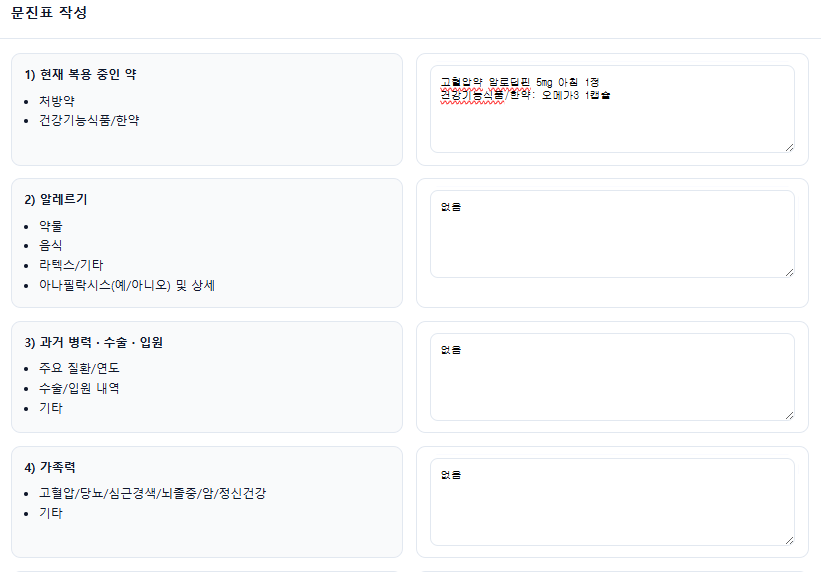 문진표 작성
1) 현재 복용 중인 약
처방약
건강기능식품/한약
고혈압약 암로딥핀 5mg 아침 1정
건강기능식품/한약: 오메가3 1캡슐
2) 알레르기
약물
음식
라텍스/기타
아나필락시스(예/아니오) 및 상세
없음
3) 과거 병력 · 수술 · 입원
주요 질환/연도
수술/입원 내역
기타
없음
4) 가족력
고혈압/당뇨/심근경색/뇌졸중/암/정신건강
기타
없음